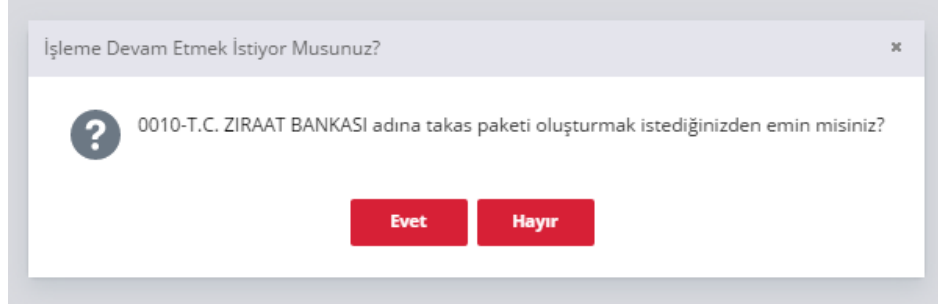 İşleme Devam Etmek İstiyor Musunuz?
0010-T.C. ZIRAAT BANKASI adına takas paketi oluşturmak istediğinizden emin misiniz?
Evet Hayır